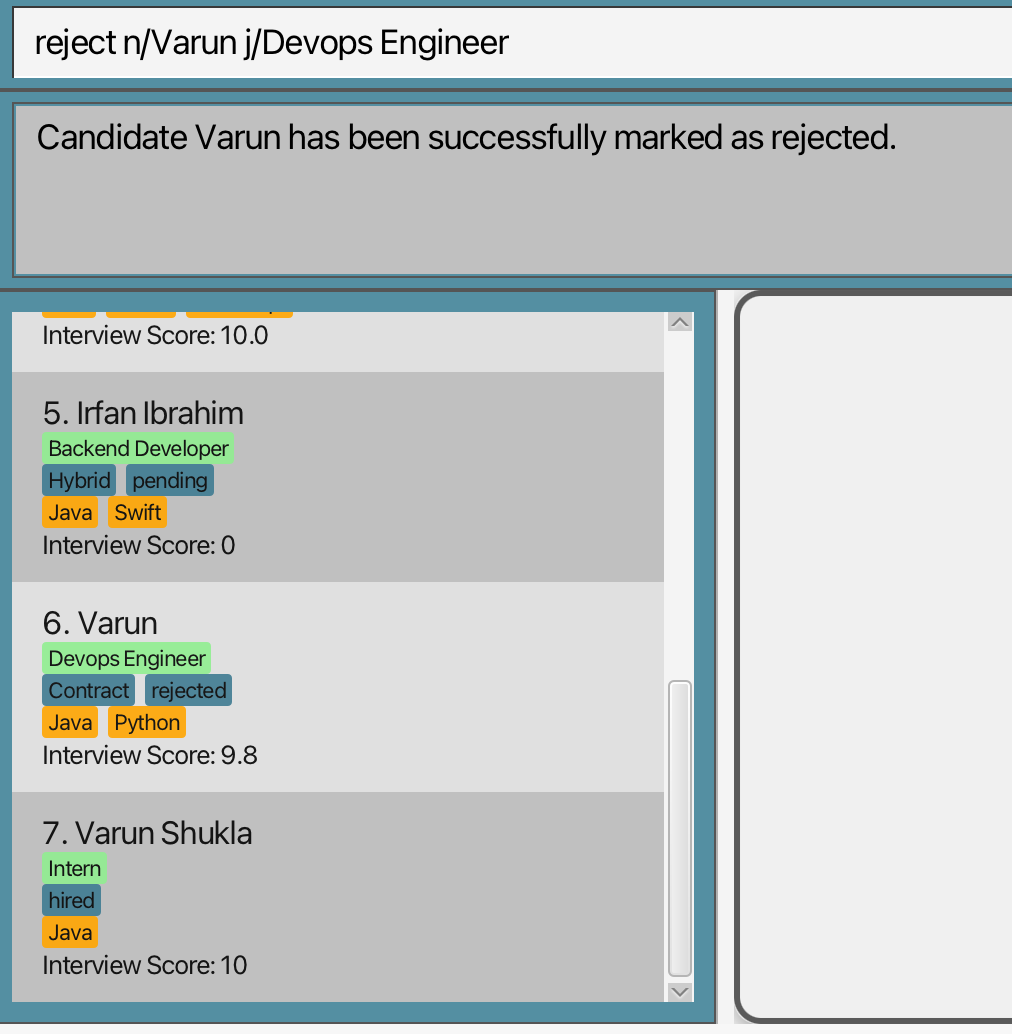 reject n/Varun j/Devops Engineer
Candidate Varun has been successfully marked as rejected.
Interview Score: 10.0
5. Irfan Ibrahim
Backend Developer
Hybrid pending
Java Swift
Interview Score: 0
6. Varun
Devops Engineer
Contract rejected
Java Python
Interview Score: 9.8
7. Varun Shukla
Intern
hired
Java
Interview Score: 10